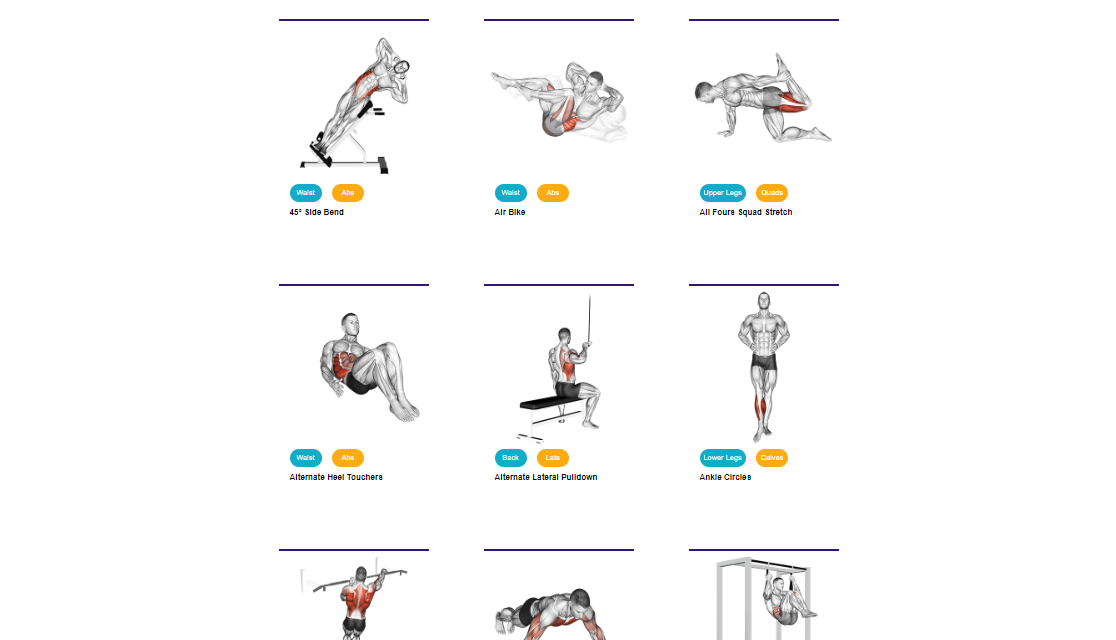 Waist Abs
45° Side Bend
Waist Abs
Air Bike
Upper Legs Quads
All Fours Squad Stretch
Waist Abs
Alternate Heel Touchers
Back Lats
Alternate Lateral Pulldown
Lower Legs Calves
Ankle Circles